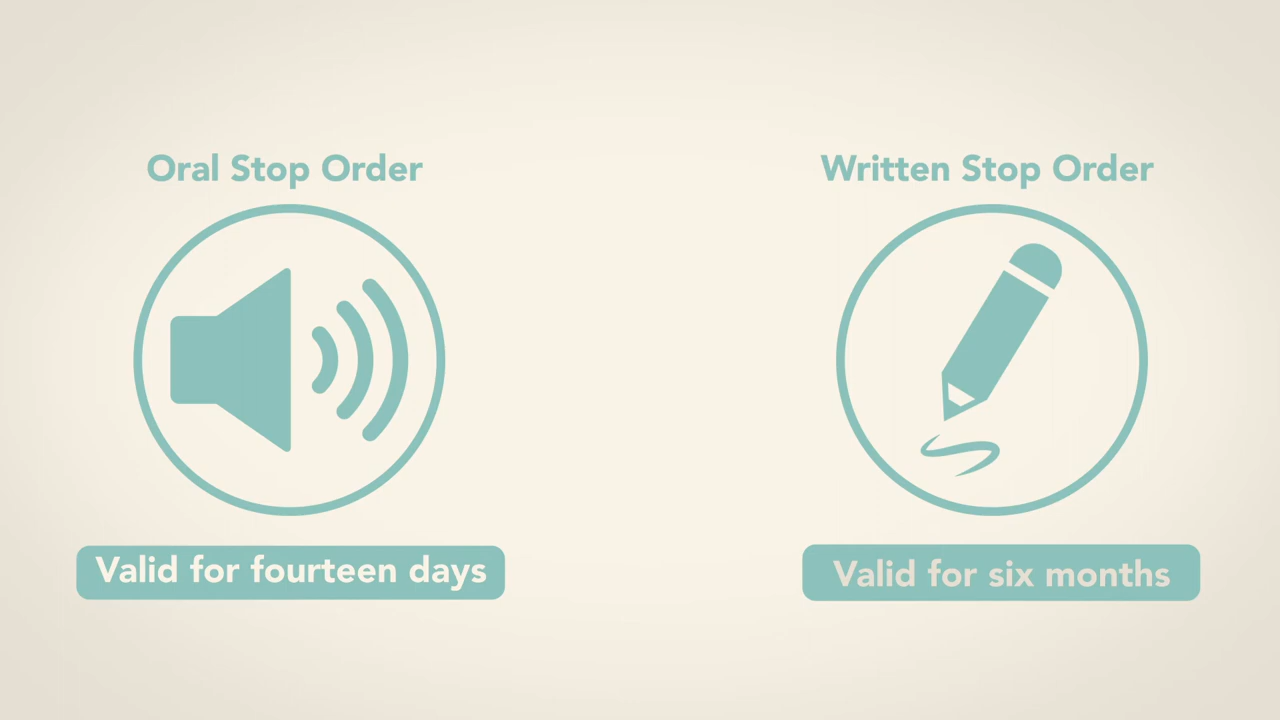 Oral Stop Order
Written Stop Order
Valid for fourteen days
Valid for six months